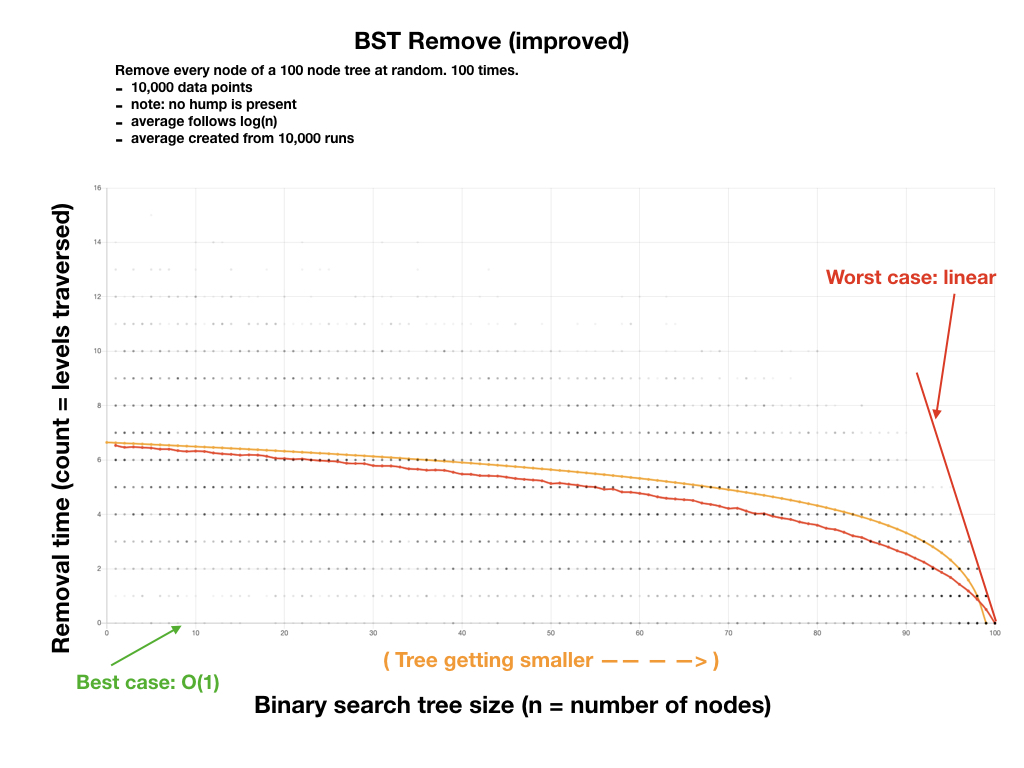 BST Remove (improved)
Remove every node of a 100 node tree at random. 100 times.
- 10,000 data points
- note: no hump is present
- average follows log(n)
- average created from 10,000 runs
Removal time (count = levels traversed)
16
14
12
10
8
6
4
2
0
Worst case: linear
0 10 20 30 40 50 60 70 80 90 100
Best case: O(1)
( Tree getting smaller — — — —> )
Binary search tree size (n = number of nodes)